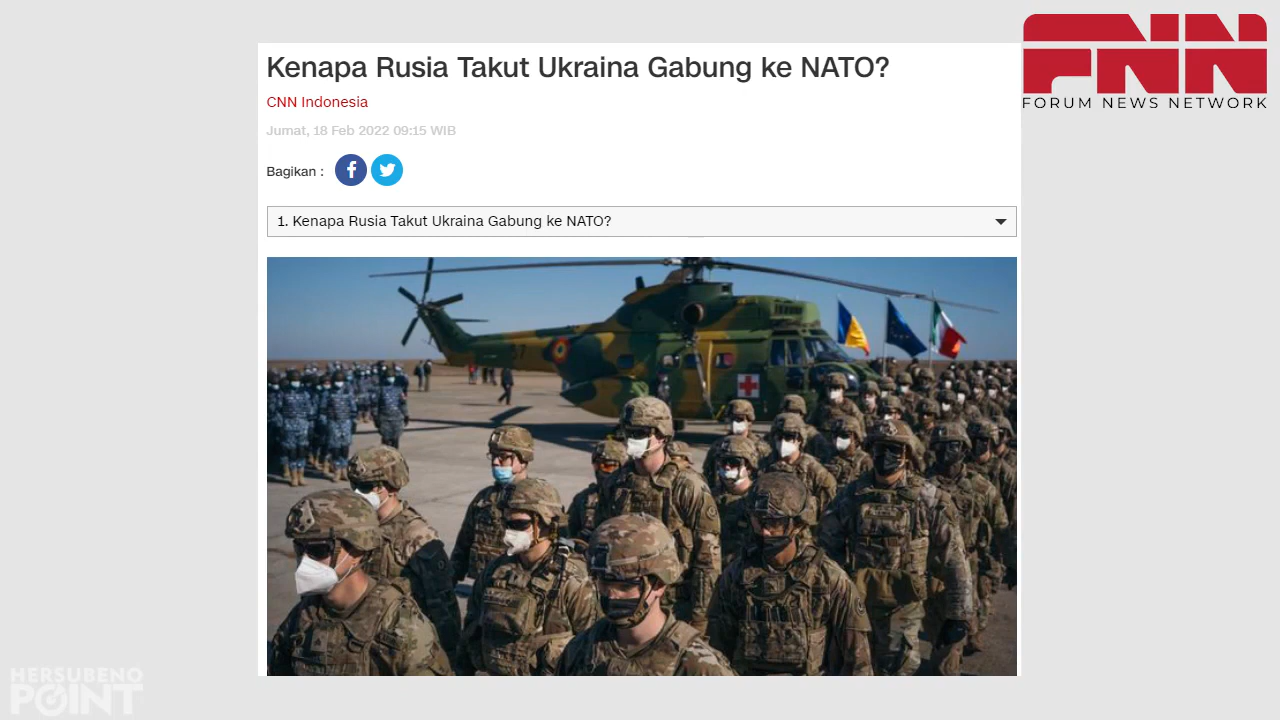 Kenapa Rusia Takut Ukraina Gabung ke NATO?
CNN Indonesia
Jumat, 18 Feb 2022 09:15 WIB
Bagikan :
1. Kenapa Rusia Takut Ukraina Gabung ke NATO?
FNN
FORUM NEWS NETWORK
HERSUBENO
POINT